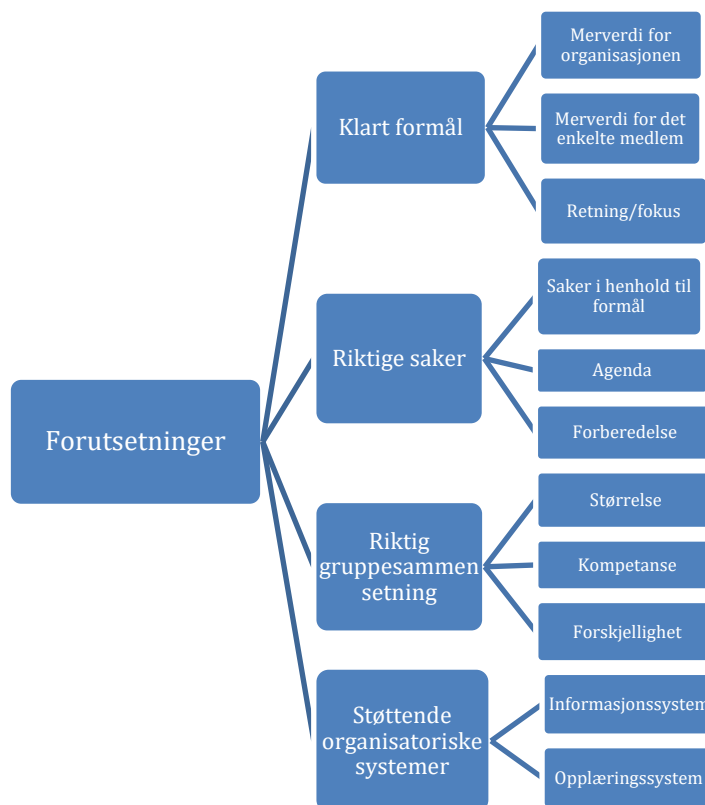 Forutsetninger
Klart formål
Merverdi for
organisasjonen
Merverdi for det
enkelte medlem
Retning/fokus
Riktige saker
Saker i henhold til
formål
Agenda
Forberedelse
Riktig
gruppesammen
setning
Størrelse
Kompetanse
Forskjellighet
Støttende
organisatoriske
systemer
Informasjonssystem
Opplæringssystem